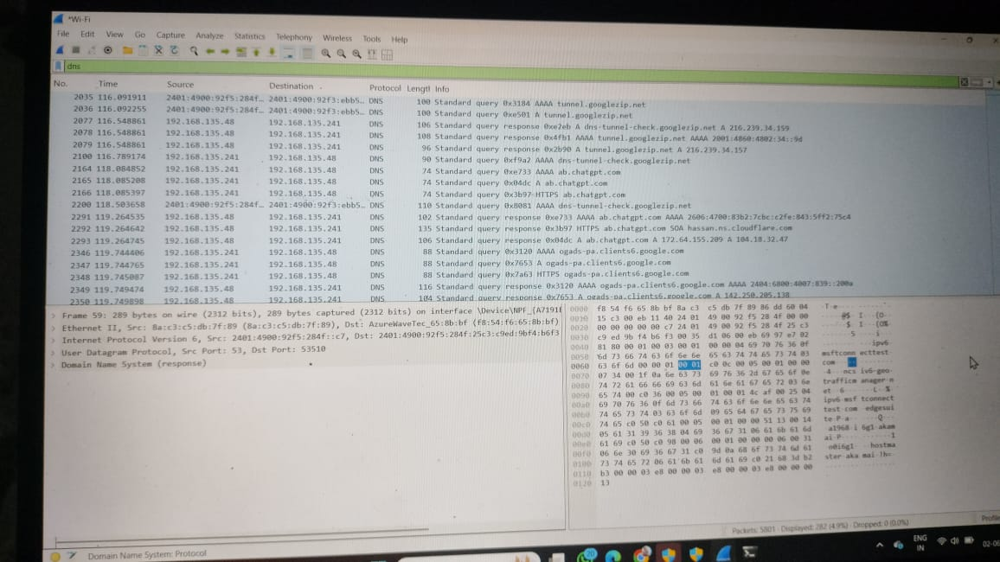 *Wi-Fi
File Edit View Go Capture Analyze Statistics Telephony Wireless Tools Help
dns
No. Time Source Destination Protocol Length Info
2035 116.091911 2401:4900:92f5:284f… 2401:4900:92f3:ebb5… DNS 100 Standard query 0x3184 AAAA tunnel.googlezip.net
2036 116.092255 2401:4900:92f5:284f… 2401:4900:92f3:ebb5… DNS 100 Standard query 0xe501 A tunnel.googlezip.net
2077 116.548861 192.168.135.48 192.168.135.241 DNS 106 Standard query response 0xe2eb A dns-tunnel-check.googlezip.net A 216.239.34.159
2078 116.548861 192.168.135.48 192.168.135.241 DNS 108 Standard query response 0x4fb1 AAAA tunnel.googlezip.net AAAA 2001:4860:4802:34::9d
2079 116.548861 192.168.135.48 192.168.135.241 DNS 96 Standard query response 0x2b90 A tunnel.googlezip.net A 216.239.34.157
2100 116.789174 192.168.135.241 192.168.135.48 DNS 90 Standard query 0xf9a2 AAAA dns-tunnel-check.googlezip.net
2164 118.084852 192.168.135.241 192.168.135.48 DNS 74 Standard query 0xe733 AAAA ab.chatgpt.com
2165 118.085208 192.168.135.241 192.168.135.48 DNS 74 Standard query 0x04dc A ab.chatgpt.com
2166 118.085397 192.168.135.241 192.168.135.48 DNS 74 Standard query 0x3b97 HTTPS ab.chatgpt.com
2200 118.503658 2401:4900:92f5:284f… 2401:4900:92f3:ebb5… DNS 110 Standard query 0x8081 AAAA dns-tunnel-check.googlezip.net
2291 119.264535 192.168.135.48 192.168.135.241 DNS 102 Standard query response 0xe733 AAAA ab.chatgpt.com AAAA 2606:4700:83b2:7cbc:c2fe:843:5ff2:75c4
2292 119.264642 192.168.135.48 192.168.135.241 DNS 135 Standard query response 0x3b97 HTTPS ab.chatgpt.com SOA hassan.ns.cloudflare.com
2293 119.264745 192.168.135.48 192.168.135.241 DNS 106 Standard query response 0x04dc A ab.chatgpt.com A 172.64.155.209 A 104.18.32.47
2346 119.744406 192.168.135.241 192.168.135.48 DNS 88 Standard query 0x3120 AAAA ogads-pa.clients6.google.com
2347 119.744765 192.168.135.241 192.168.135.48 DNS 88 Standard query 0x7653 A ogads-pa.clients6.google.com
2348 119.745087 192.168.135.241 192.168.135.48 DNS 88 Standard query 0x7a63 HTTPS ogads-pa.clients6.google.com
2349 119.749474 192.168.135.48 192.168.135.241 DNS 116 Standard query response 0x3120 AAAA ogads-pa.clients6.google.com AAAA 2404:6800:4007:839::200a
2350 119.749898 192.168.135.48 192.168.135.241 DNS 104 Standard query response 0x7653 A ogads-pa.clients6.google.com A 142.250.205.138
Frame 59: 289 bytes on wire (2312 bits), 289 bytes captured (2312 bits) on interface \Device\NPF_{A7191
Ethernet II, Src: 8a:c3:c5:db:7f:89 (8a:c3:c5:db:7f:89), Dst: AzureWaveTec_65:8b:bf (f8:54:f6:65:8b:bf)
Internet Protocol Version 6, Src: 2401:4900:92f5:284f::c7, Dst: 2401:4900:92f5:284f:25c3:c9ed:9bf4:b6f3
User Datagram Protocol, Src Port: 53, Dst Port: 53510
Domain Name System (response)
0000 f8 54 f6 65 8b bf 8a c3 c5 db 7f 89 86 dd 60 04
0010 15 c3 00 eb 11 40 24 01 49 00 92 f5 28 4f 00 00
0020 00 00 00 00 00 c7 24 01 49 00 92 f5 28 4f 25 c3
0030 c9 ed 9b f4 b6 f3 00 35 d1 06 00 eb 69 97 e7 02
0040 81 80 00 01 00 03 00 01 00 00 04 69 70 76 36 0f ipv6
0050 6d 73 66 74 63 6f 6e 6e 65 63 74 74 65 73 74 03 msftconn ecttest
0060 63 6f 6d 00 00 01 00 01 c0 0c 00 05 00 01 00 00 com
0070 07 34 00 1f 0a 6e 63 73 69 76 36 2d 67 65 6f 0e 4 ncs iv6-geo
0080 74 72 61 66 66 69 63 6d 61 6e 61 67 65 72 03 6e trafficm anager n
0090 65 74 00 c0 36 00 05 00 01 00 01 4c af 00 25 04 et 6 L %
00a0 69 70 76 36 0f 6d 73 66 74 63 6f 6e 6e 65 63 74 ipv6 msf tconnect
00b0 74 65 73 74 03 63 6f 6d 09 65 64 67 65 73 75 69 test com edgesui
00c0 74 65 c0 50 c0 61 00 05 00 01 00 00 51 13 00 14 te P a Q
00d0 05 61 31 39 36 38 04 69 36 67 31 06 61 6b 61 6d a1968 i 6g1 akam
00e0 61 69 c0 50 c0 98 00 06 00 01 00 00 06 00 31 ai P 1
00f0 06 6e 30 69 36 67 31 c0 9d 0a 68 6f 73 74 6d 61 n0i6g1 hostma
0100 73 74 65 72 06 61 6b 61 6d 61 69 c0 21 68 3d b2 ster aka mai !h=
0110 b3 00 00 03 e8 00 00 03 e8 00 00 03 e8 00 00 00
0120 13
Domain Name System: Protocol
Packets: 5801 · Displayed: 282 (4.9%) · Dropped: 0 (0.0%)
Profile
20
ENG
IN
02-06